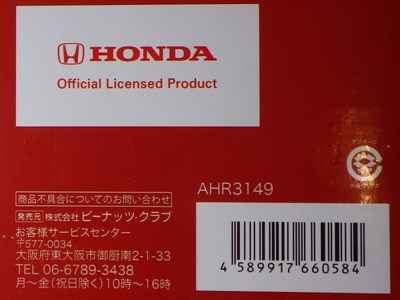 HONDA
Official Licensed Product
商品不具合についてのお問い合わせ
AHR3149
発売元 株式会社 ピーナッツ・クラブ
お客様サービスセンター
〒577-0034
大阪府東大阪市御厨南2-1-33
TEL 06-6789-3438
月〜金(祝日除く)10時〜16時
4 589917 660584